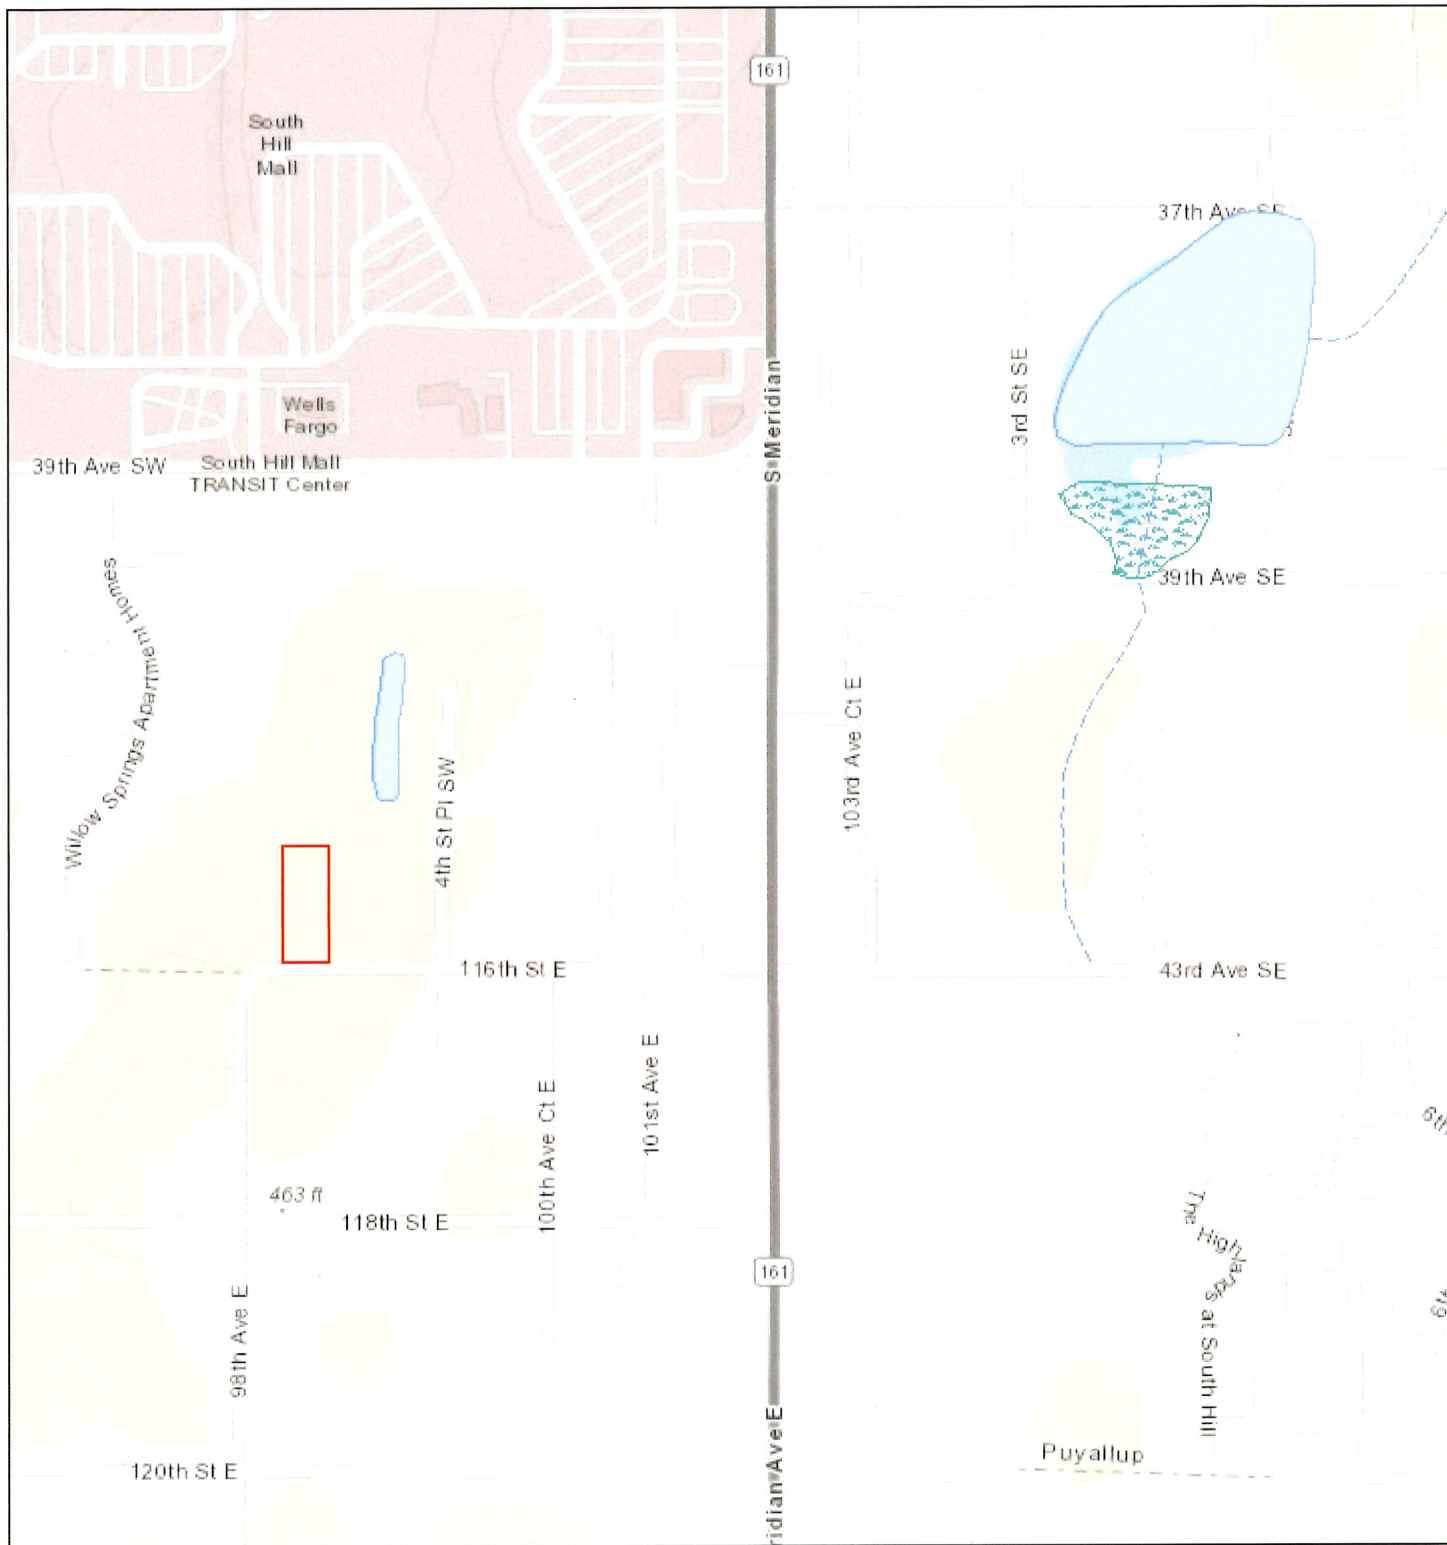 161
South
Hill
Mall
37th Ave SE
3rd St SE
S Meridian
Wells
Fargo
39th Ave SW
South Hill Mall
TRANSIT Center
39th Ave SE
Willow Springs Apartment Homes
4th St Pl SW
103rd Ave Ct E
116th St E
43rd Ave SE
101st Ave E
100th Ave Ct E
6th
463 ft
118th St E
The Highlands at South Hill
161
98th Ave E
ridian Ave E
Puyallup
120th St E